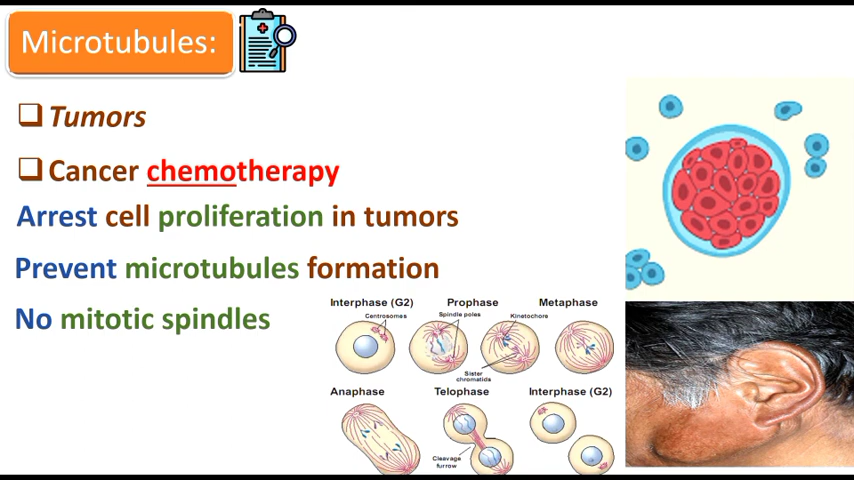 Microtubules:
Tumors
Cancer chemotherapy
Arrest cell proliferation in tumors
Prevent microtubules formation
No mitotic spindles
Interphase (G2) Prophase Metaphase
Centrosomes Spindle poles Kinetochore
Sister
chromatids
Anaphase Telophase Interphase (G2)
Cleavage
furrow